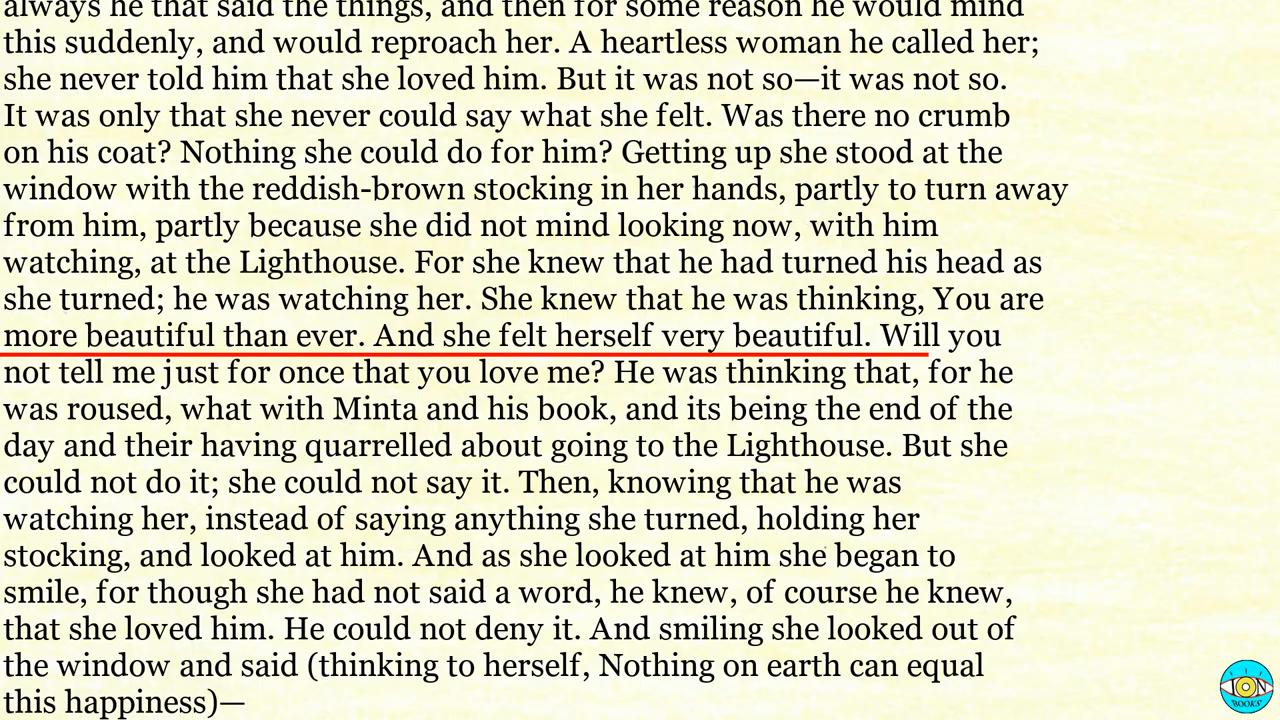 always he that said the things, and then for some reason he would mind
this suddenly, and would reproach her. A heartless woman he called her;
she never told him that she loved him. But it was not so—it was not so.
It was only that she never could say what she felt. Was there no crumb
on his coat? Nothing she could do for him? Getting up she stood at the
window with the reddish-brown stocking in her hands, partly to turn away
from him, partly because she did not mind looking now, with him
watching, at the Lighthouse. For she knew that he had turned his head as
she turned; he was watching her. She knew that he was thinking, You are
more beautiful than ever. And she felt herself very beautiful. Will you
not tell me just for once that you love me? He was thinking that, for he
was roused, what with Minta and his book, and its being the end of the
day and their having quarrelled about going to the Lighthouse. But she
could not do it; she could not say it. Then, knowing that he was
watching her, instead of saying anything she turned, holding her
stocking, and looked at him. And as she looked at him she began to
smile, for though she had not said a word, he knew, of course he knew,
that she loved him. He could not deny it. And smiling she looked out of
the window and said (thinking to herself, Nothing on earth can equal
this happiness)—
ION
BOOKS